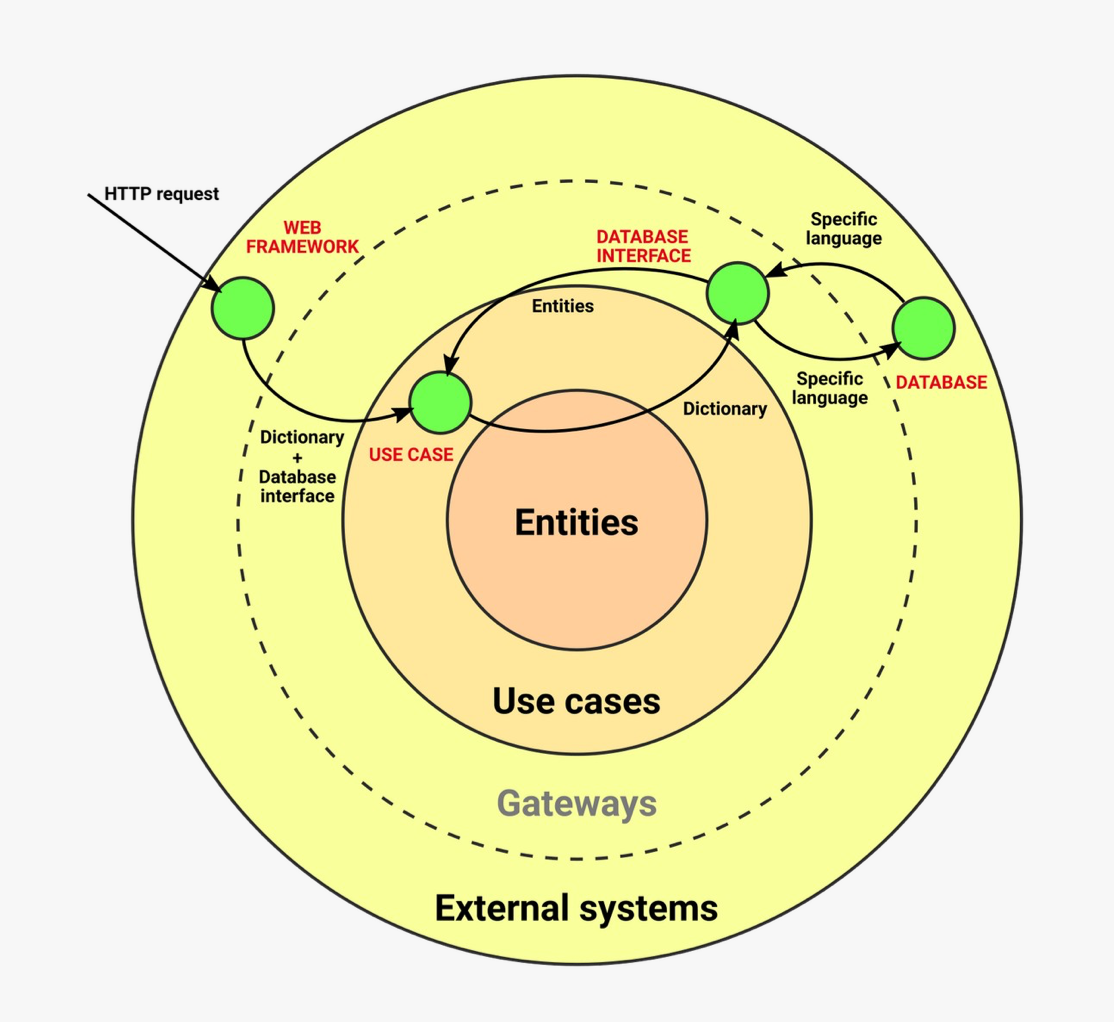 HTTP request
WEB
FRAMEWORK
DATABASE
INTERFACE
Specific
language
Entities
Specific
language
DATABASE
Dictionary
Dictionary
+
Database
interface
USE CASE
Entities
Use cases
Gateways
External systems